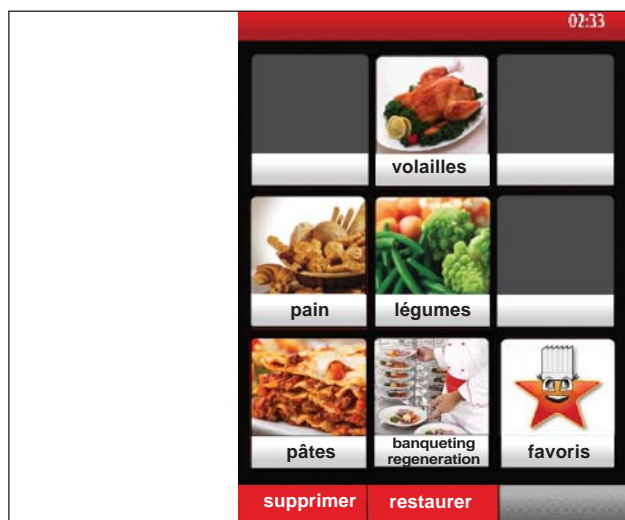 02:33
volailles
pain
légumes
pâtes
banqueting
regeneration
favoris
supprimer
restaurer